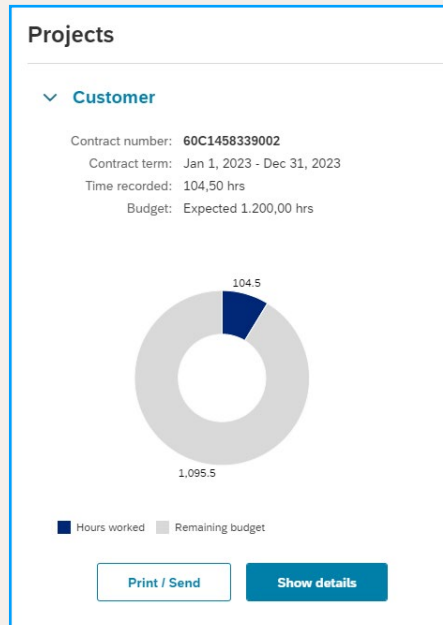 Projects
Customer
Contract number: 60C1458339002
Contract term: Jan 1, 2023 - Dec 31, 2023
Time recorded: 104,50 hrs
Budget: Expected 1.200,00 hrs
104.5
1,095.5
Hours worked Remaining budget
Print / Send Show details